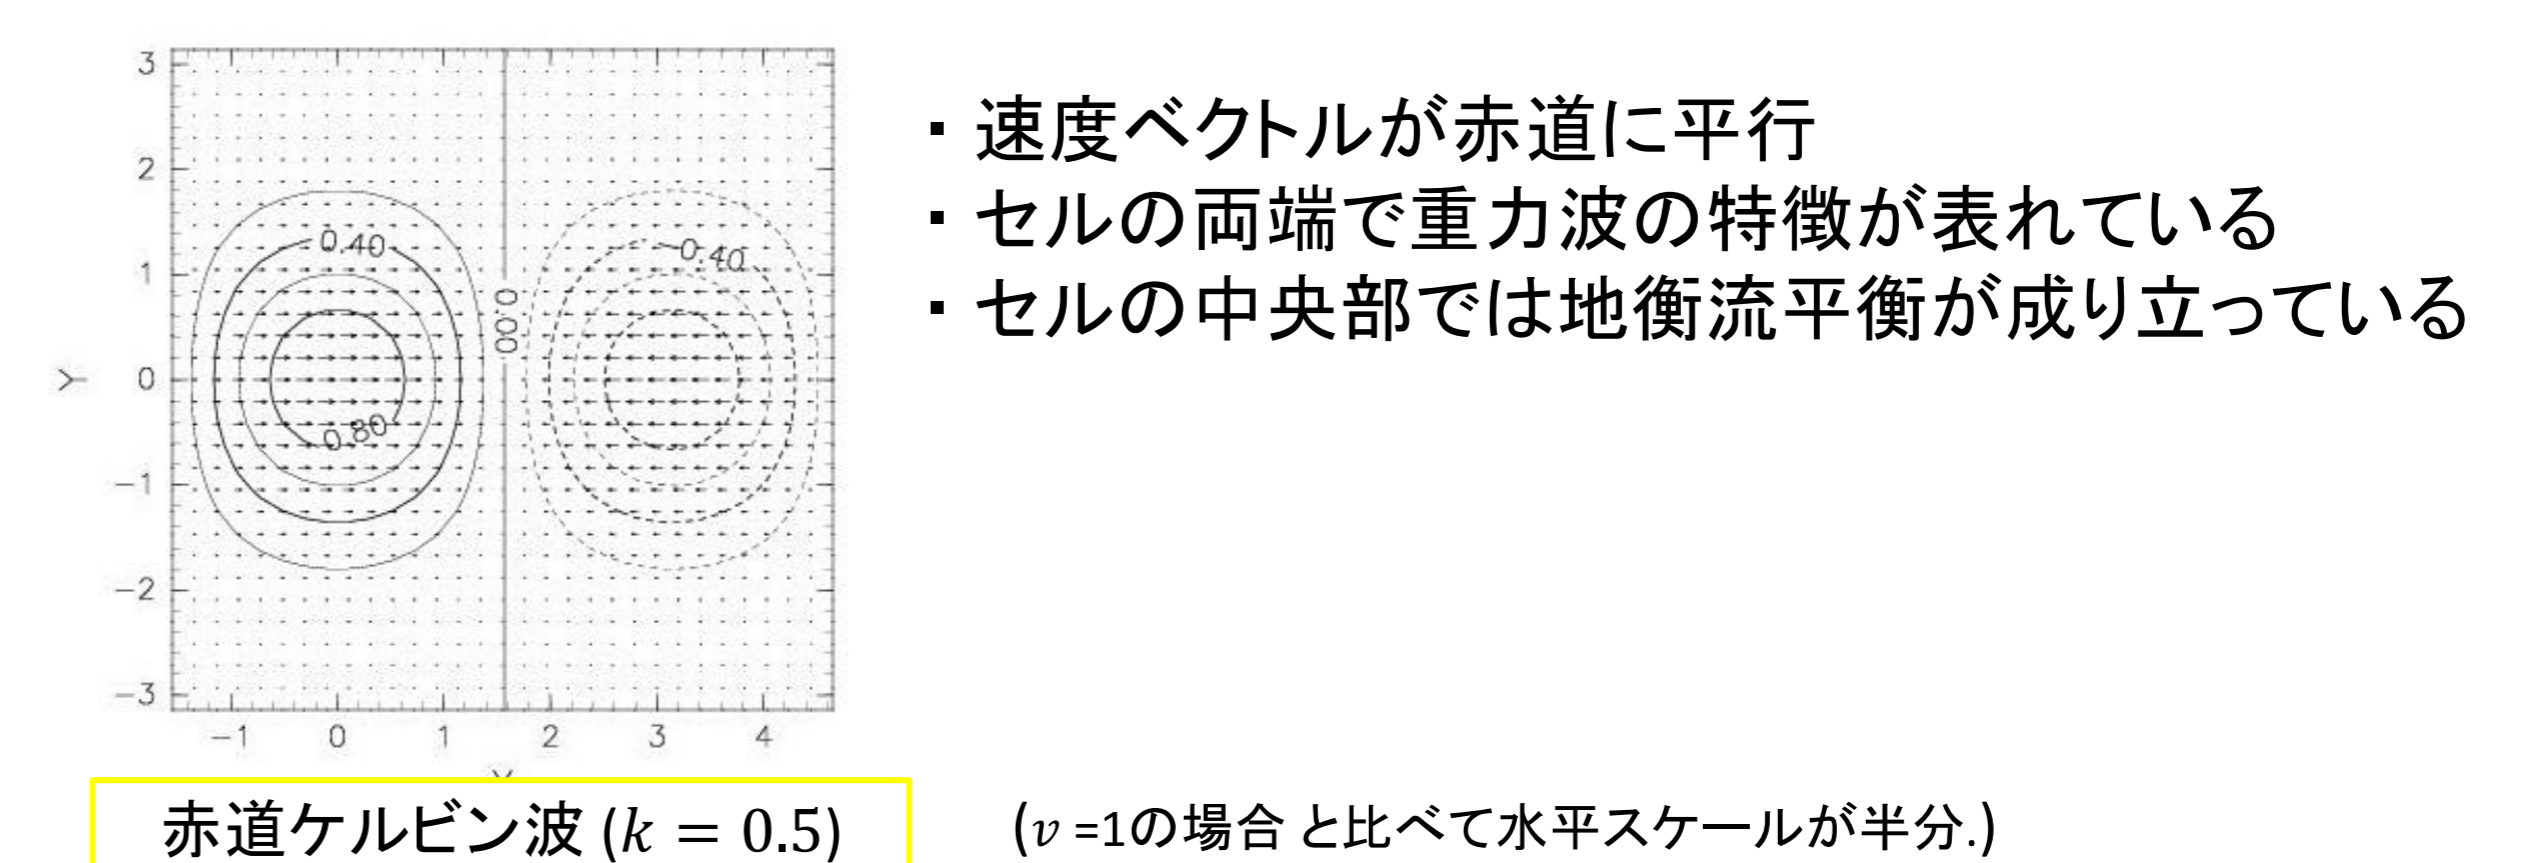 3
2
1
0
−1
−2
−3
Y
0.40
0.80
0.00
−0.40
−1
0
1
2
3
4
・速度ベクトルが赤道に平行
・セルの両端で重力波の特徴が表れている
・セルの中央部では地衡流平衡が成り立っている
赤道ケルビン波 (k = 0.5)
(v =1の場合 と比べて水平スケールが半分.)